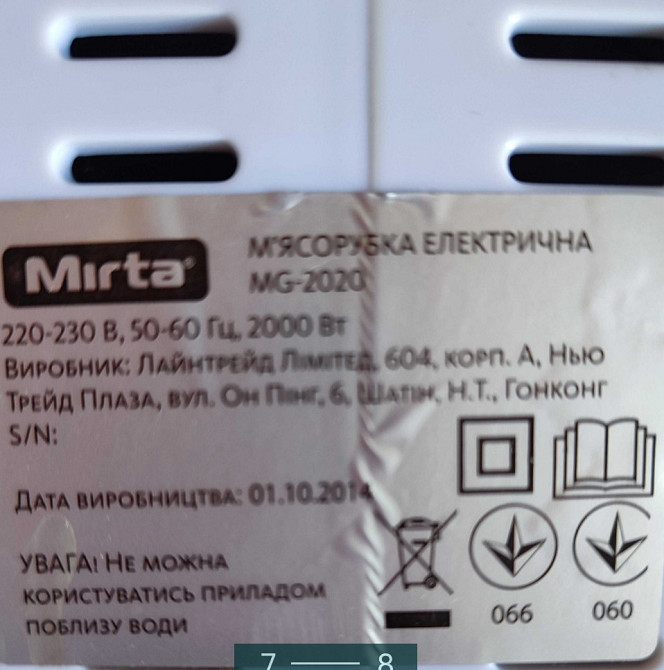 Mirta
М'ЯСОРУБКА ЕЛЕКТРИЧНА
MG-2020
220-230 В, 50-60 Гц, 2000 Вт
Виробник: Лайнтрейд Лімітед, 604, корп. А, Нью
Трейд Плаза, вул. Он Пінг, 6, Шатін, Н.Т., Гонконг
S/N:
Дата виробництва: 01.10.2014
УВАГА! Не можна
користуватись приладом
поблизу води
066
060
7 — 8